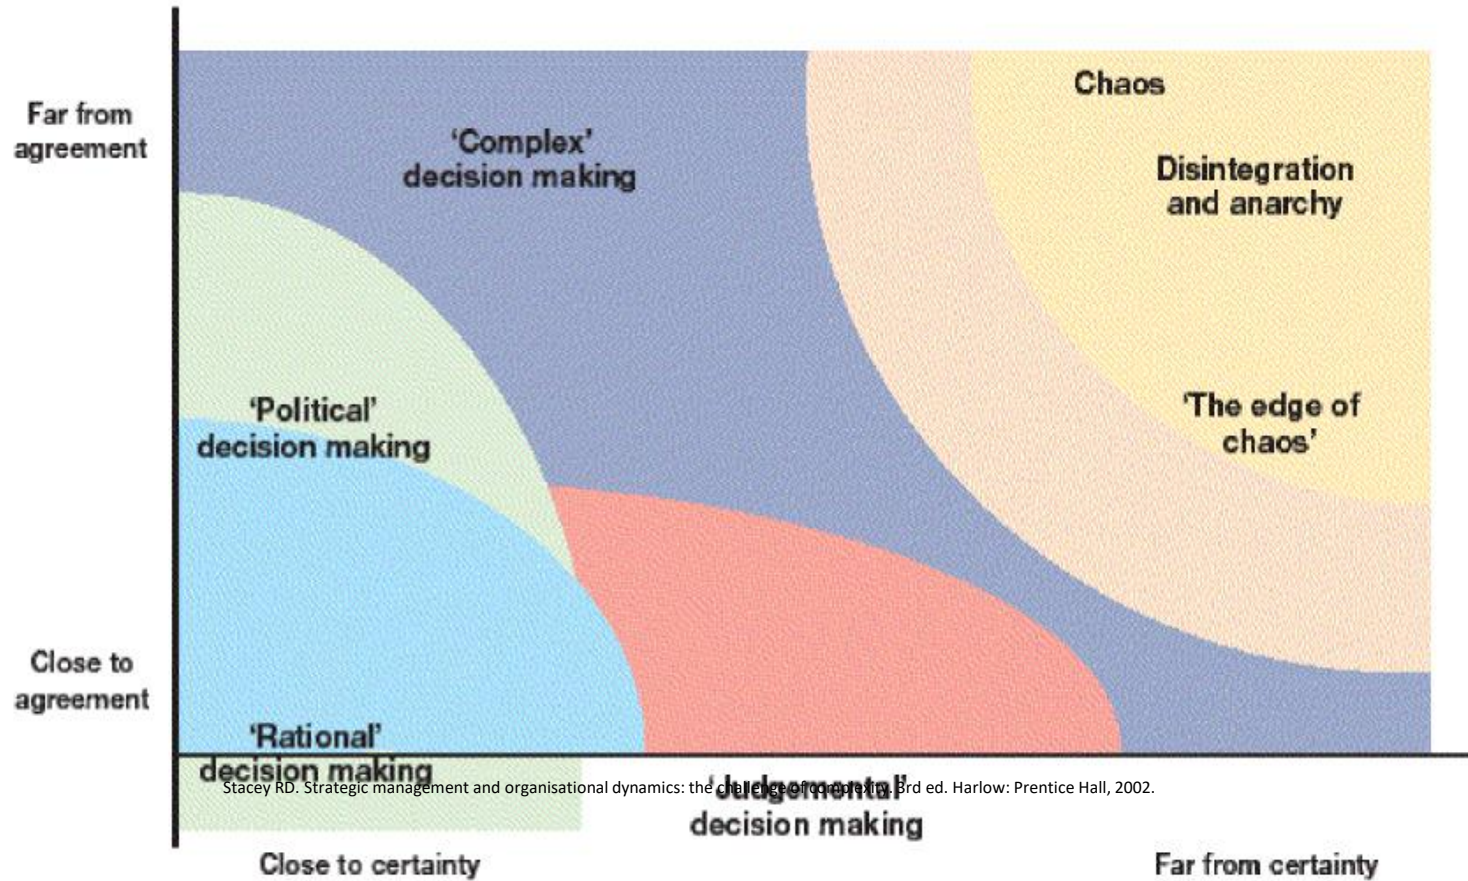 Chaos
Far from
agreement
‘Complex’
decision making
Disintegration
and anarchy
‘Political’
decision making
‘The edge of
chaos’
Close to
agreement
‘Rational’
decision making
Stacey RD. Strategic management and organisational dynamics: the challenge of complexity. 3rd ed. Harlow: Prentice Hall, 2002.
‘Judgemental’
decision making
Close to certainty
Far from certainty